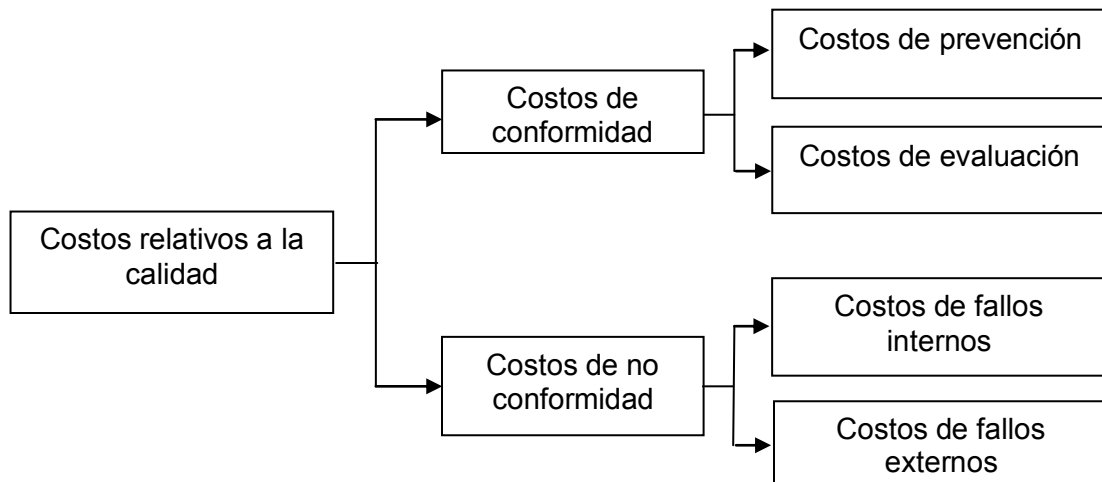 Costos relativos a la
calidad
Costos de
conformidad
Costos de no
conformidad
Costos de prevención
Costos de evaluación
Costos de fallos
internos
Costos de fallos
externos